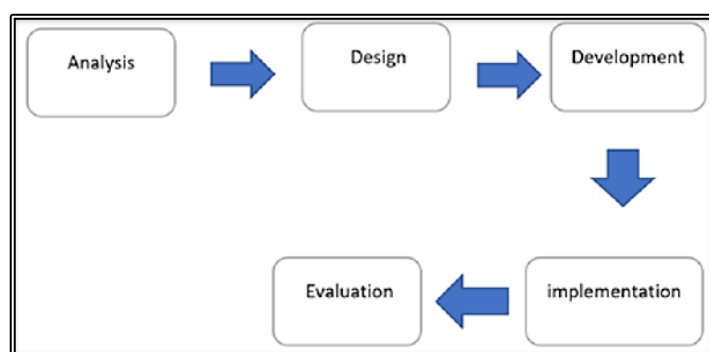 Analysis
Design
Development
implementation
Evaluation